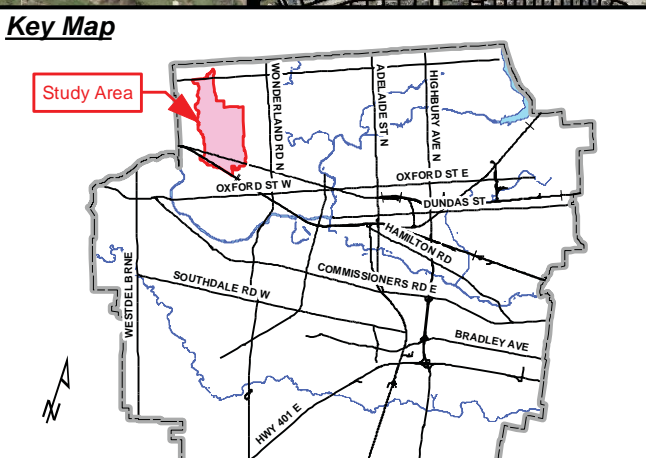 Key Map
Study Area
WONDERLAND RD N
ADELAIDE ST N
HIGHBURY AVE N
OXFORD ST W
OXFORD ST E
DUNDAS ST
HAMILTON RD
WESTDEL BRNE
SOUTHDALE RD W
COMMISSIONERS RD E
BRADLEY AVE
HWY 401 E
N